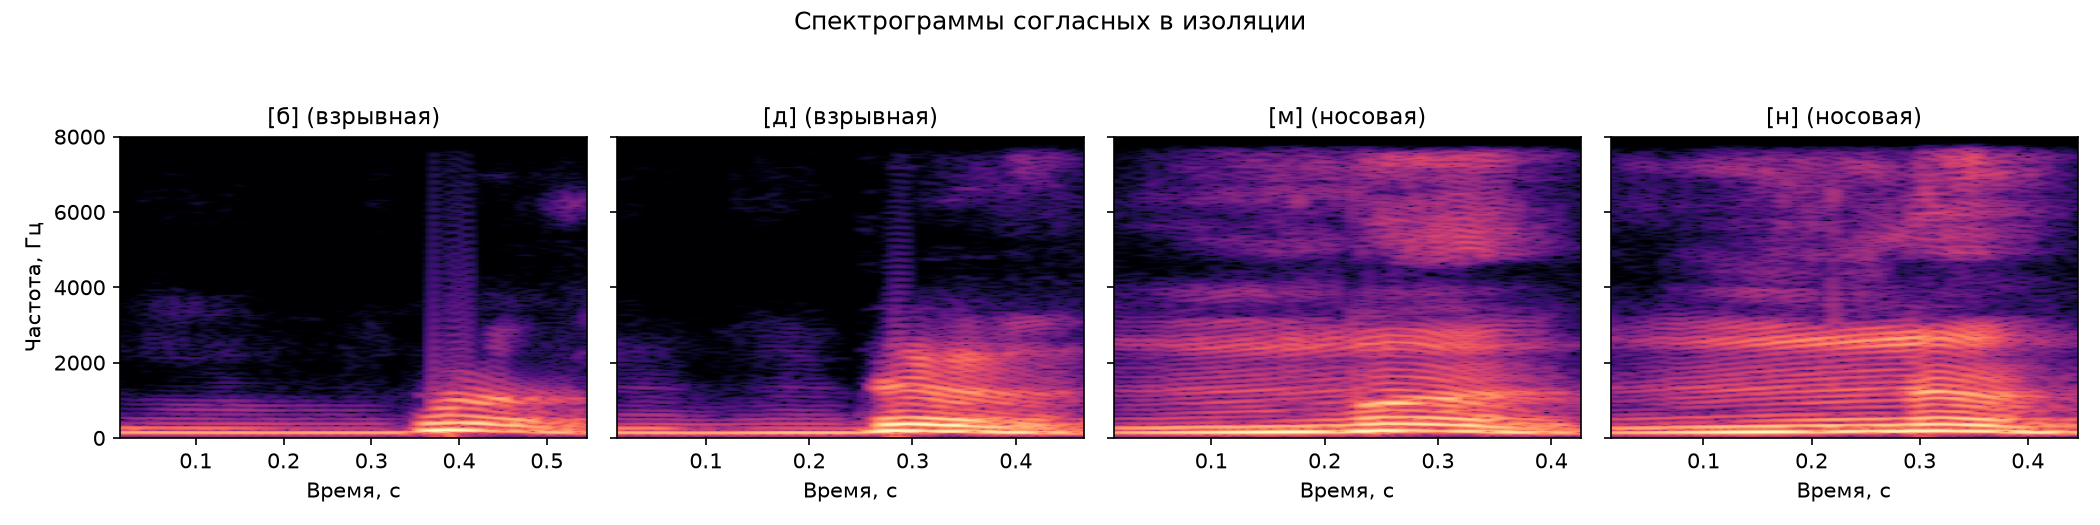 Спектрограммы согласных в изоляции
[б] (взрывная)
[д] (взрывная)
[м] (носовая)
[н] (носовая)
8000
6000
4000
2000
0
Частота, Гц
0.1 0.2 0.3 0.4 0.5
0.1 0.2 0.3 0.4
0.1 0.2 0.3 0.4
0.1 0.2 0.3 0.4
Время, с
Время, с
Время, с
Время, с